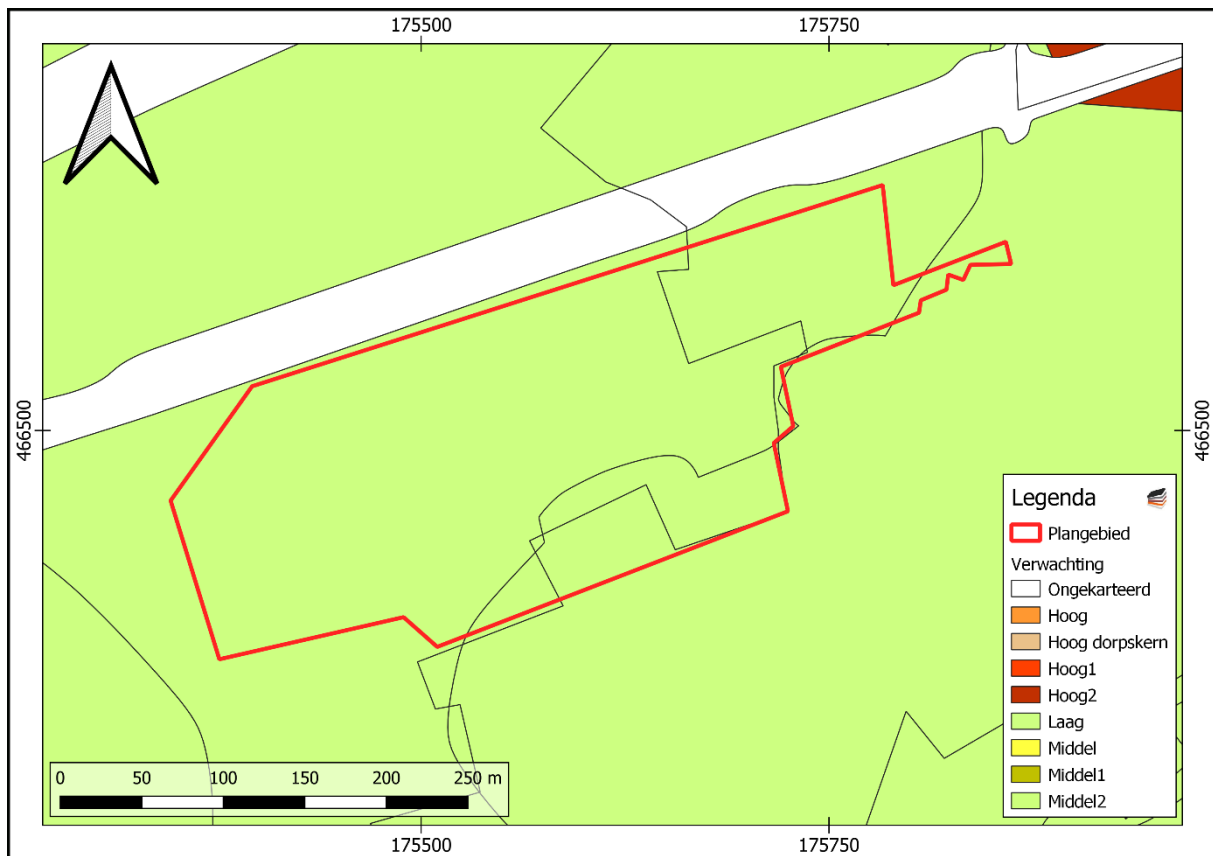 175500 175750
466500 466500
Legenda
Plangebied
Verwachting
Ongekarteerd
Hoog
Hoog dorpskern
Hoog1
Hoog2
Laag
Middel
Middel1
Middel2
0 50 100 150 200 250 m
175500 175750